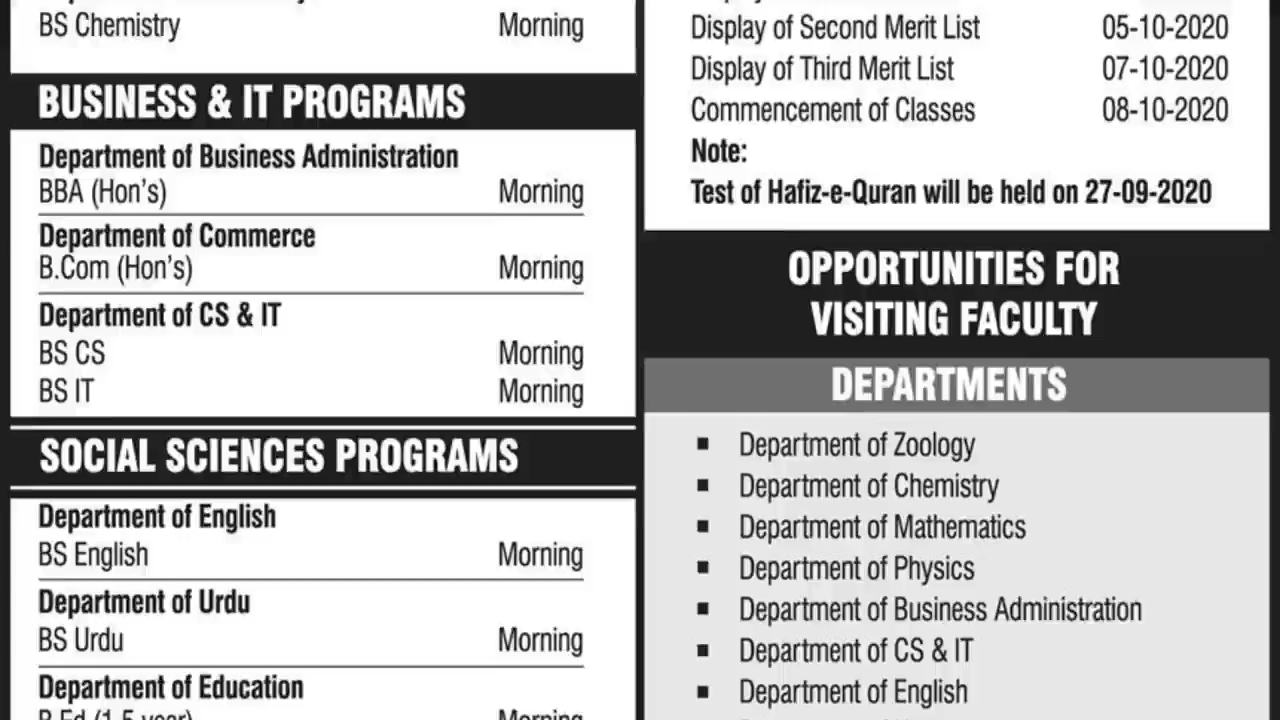 BS Chemistry Morning
BUSINESS & IT PROGRAMS
Department of Business Administration
BBA (Hon's) Morning
Department of Commerce
B.Com (Hon's) Morning
Department of CS & IT
BS CS Morning
BS IT Morning
SOCIAL SCIENCES PROGRAMS
Department of English
BS English Morning
Department of Urdu
BS Urdu Morning
Department of Education
B.Ed (1.5 year) Morning
Display of Second Merit List 05-10-2020
Display of Third Merit List 07-10-2020
Commencement of Classes 08-10-2020
Note:
Test of Hafiz-e-Quran will be held on 27-09-2020
OPPORTUNITIES FOR
VISITING FACULTY
DEPARTMENTS
▪ Department of Zoology
▪ Department of Chemistry
▪ Department of Mathematics
▪ Department of Physics
▪ Department of Business Administration
▪ Department of CS & IT
▪ Department of English